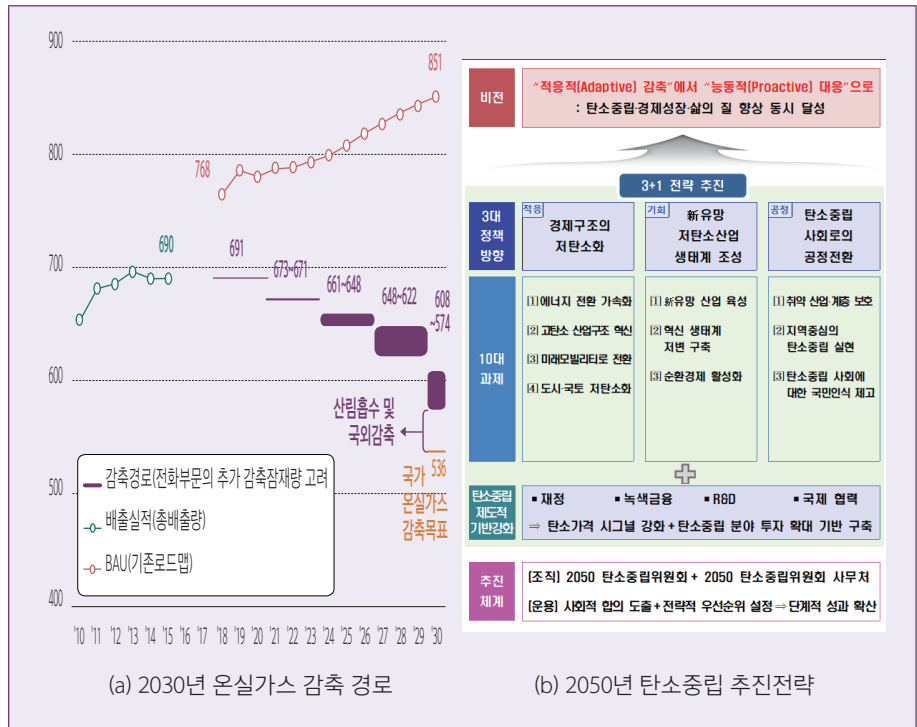 900
800
700
600
500
400
851
768
690
691
673~671
661~648
648~622
608
~574
산림흡수 및
국외감축
국가 536
온실가스
감축목표
감축경로(전화부문의 추가 감축잠재량 고려
배출실적(총배출량)
BAU(기존로드맵)
'10 '11 '12 '13 '14 '15 '16 '17 '18 '19 '20 '21 '22 '23 '24 '25 '26 '27 '28 '29 '30
(a) 2030년 온실가스 감축 경로
비전
“적응적(Adaptive) 감축”에서 “능동적(Proactive) 대응”으로
: 탄소중립·경제성장·삶의 질 향상 동시 달성
3+1 전략 추진
3대
정책
방향
적응
경제구조의
저탄소화
기회
新유망
저탄소산업
생태계 조성
공정
탄소중립
사회로의
공정전환
10대
과제
[1] 에너지 전환 가속화
[2] 고탄소 산업구조 혁신
[3] 미래모빌리티로 전환
[4] 도시·국토 저탄소화
[1] 新유망 산업 육성
[2] 혁신 생태계
저변 구축
[3] 순환경제 활성화
[1] 취약 산업·계층 보호
[2] 지역중심의
탄소중립 실현
[3] 탄소중립 사회에
대한 국민인식 제고
탄소중립
제도적
기반강화
▪ 재정 ▪ 녹색금융 ▪ R&D ▪ 국제 협력
⇒ 탄소가격 시그널 강화 + 탄소중립 분야 투자 확대 기반 구축
추진
체계
(조직) 2050 탄소중립위원회 + 2050 탄소중립위원회 사무처
(운용) 사회적 합의 도출 + 전략적 우선순위 설정 ⇒ 단계적 성과 확산
(b) 2050년 탄소중립 추진전략